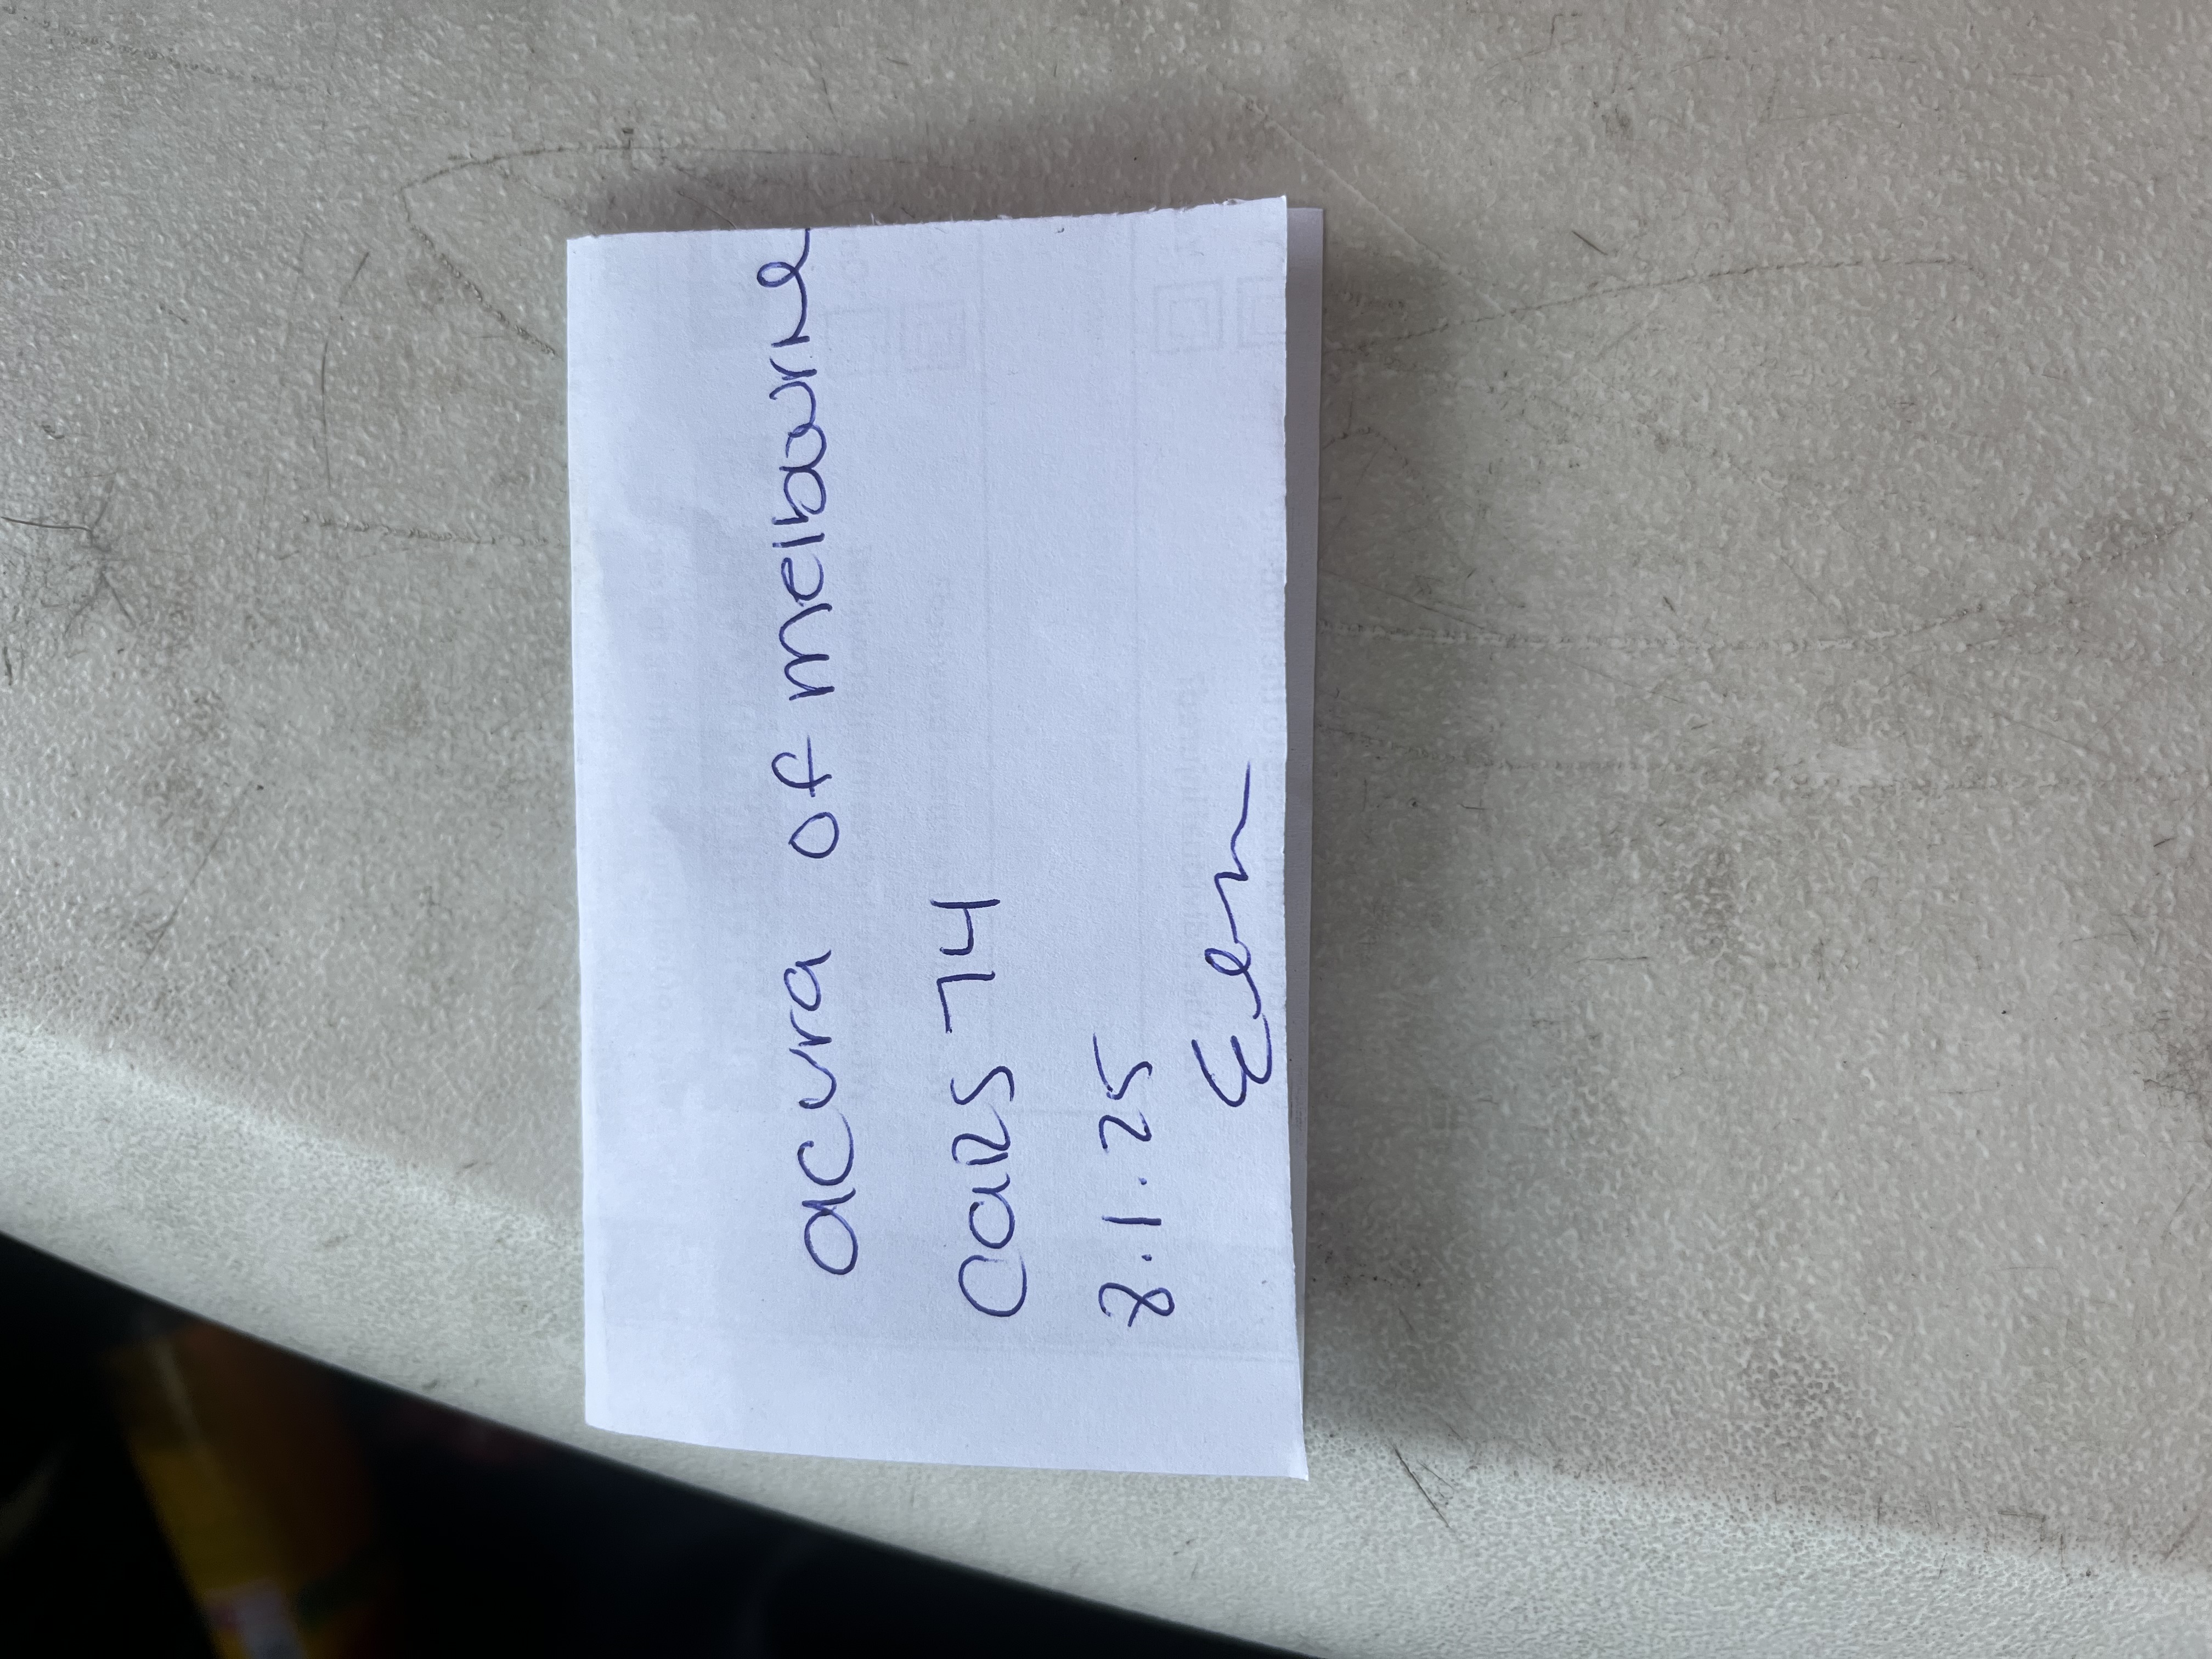 acura of melbourne
Cars 74
8.1.25